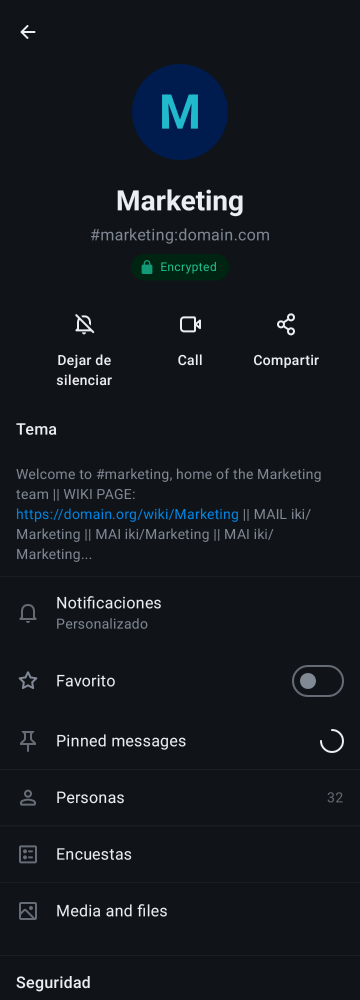 M
Marketing
#marketing:domain.com
Encrypted
Dejar de
silenciar
Call
Compartir
Tema
Welcome to #marketing, home of the Marketing
team || WIKI PAGE:
https://domain.org/wiki/Marketing || MAIL iki/
Marketing || MAI iki/Marketing || MAI iki/
Marketing...
Notificaciones
Personalizado
Favorito
Pinned messages
Personas 32
Encuestas
Media and files
Seguridad